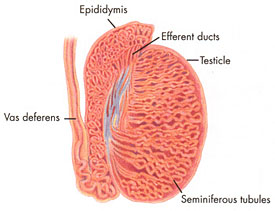 Epididymis
Efferent ducts
Testicle
Vas deferens
Seminiferous tubules